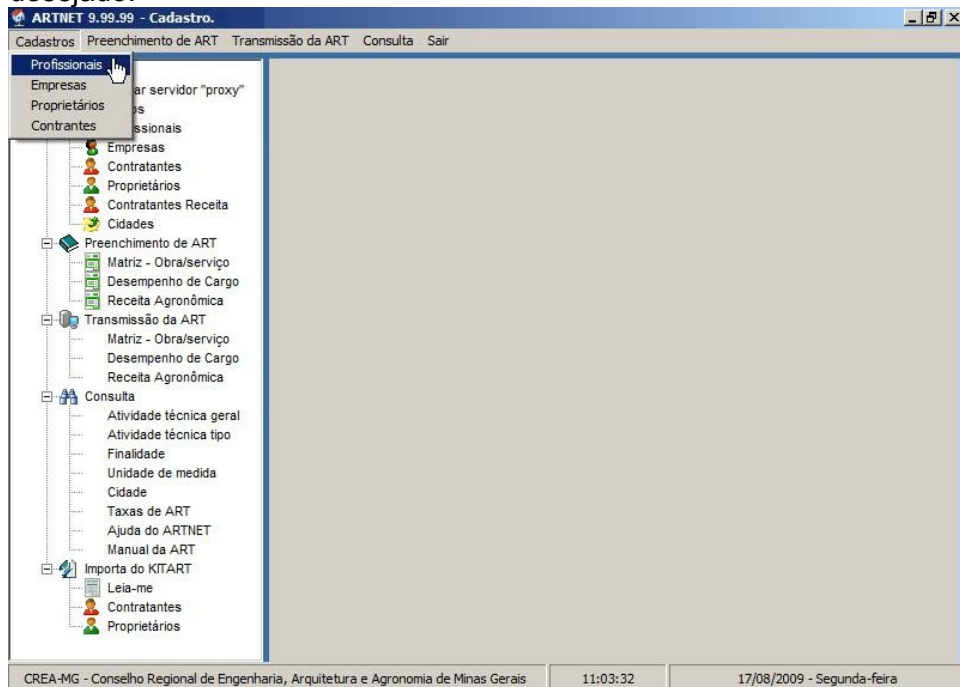 desejado.
ARTNET 9.99.99 - Cadastro.
Cadastros Preenchimento de ART Transmissão da ART Consulta Sair
Profissionais
Empresas
Proprietários
Contrantes
ar servidor "proxy"
os
ssionais
Empresas
Contratantes
Proprietários
Contratantes Receita
Cidades
Preenchimento de ART
Matriz - Obra/serviço
Desempenho de Cargo
Receita Agronômica
Transmissão da ART
Matriz - Obra/serviço
Desempenho de Cargo
Receita Agronômica
Consulta
Atividade técnica geral
Atividade técnica tipo
Finalidade
Unidade de medida
Cidade
Taxas de ART
Ajuda do ARTNET
Manual da ART
Importa do KITART
Leia-me
Contratantes
Proprietários
CREA-MG - Conselho Regional de Engenharia, Arquitetura e Agronomia de Minas Gerais 11:03:32 17/08/2009 - Segunda-feira